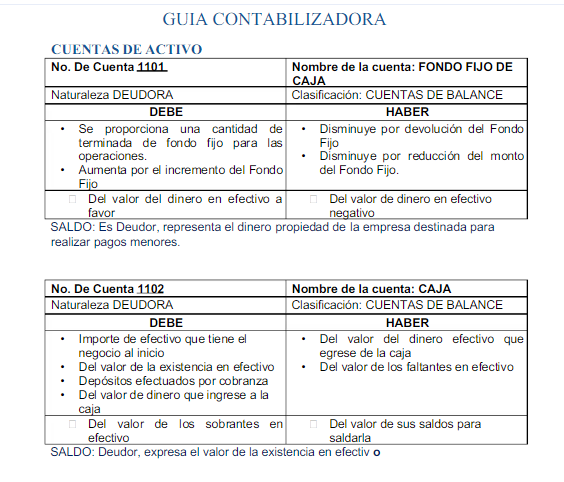 GUIA CONTABILIZADORA
CUENTAS DE ACTIVO
No. De Cuenta 1101
Nombre de la cuenta: FONDO FIJO DE
CAJA
Naturaleza DEUDORA
Clasificación: CUENTAS DE BALANCE
DEBE
HABER
• Se proporciona una cantidad de
terminada de fondo fijo para las
operaciones.
• Aumenta por el incremento del Fondo
Fijo
• Disminuye por devolución del Fondo
Fijo
• Disminuye por reducción del monto
del Fondo Fijo.
Del valor del dinero en efectivo a
favor
Del valor de dinero en efectivo
negativo
SALDO: Es Deudor, representa el dinero propiedad de la empresa destinada para
realizar pagos menores.
No. De Cuenta 1102
Nombre de la cuenta: CAJA
Naturaleza DEUDORA
Clasificación: CUENTAS DE BALANCE
DEBE
HABER
• Importe de efectivo que tiene el
negocio al inicio
• Del valor de la existencia en efectivo
• Depósitos efectuados por cobranza
• Del valor de dinero que ingrese a la
caja
• Del valor del dinero efectivo que
egrese de la caja
• Del valor de los faltantes en efectivo
Del valor de los sobrantes en
efectivo
Del valor de sus saldos para
saldarla
SALDO: Deudor, expresa el valor de la existencia en efectiv o